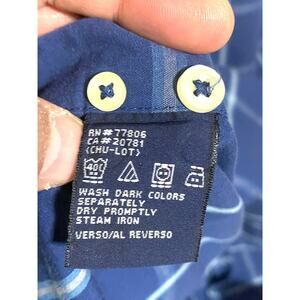 RN#77806
CA#20781
(CHU-LOT)
40
WASH DARK COLORS
SEPARATELY
DRY PROMPTLY
STEAM IRON
VERSO/AL REVERSO